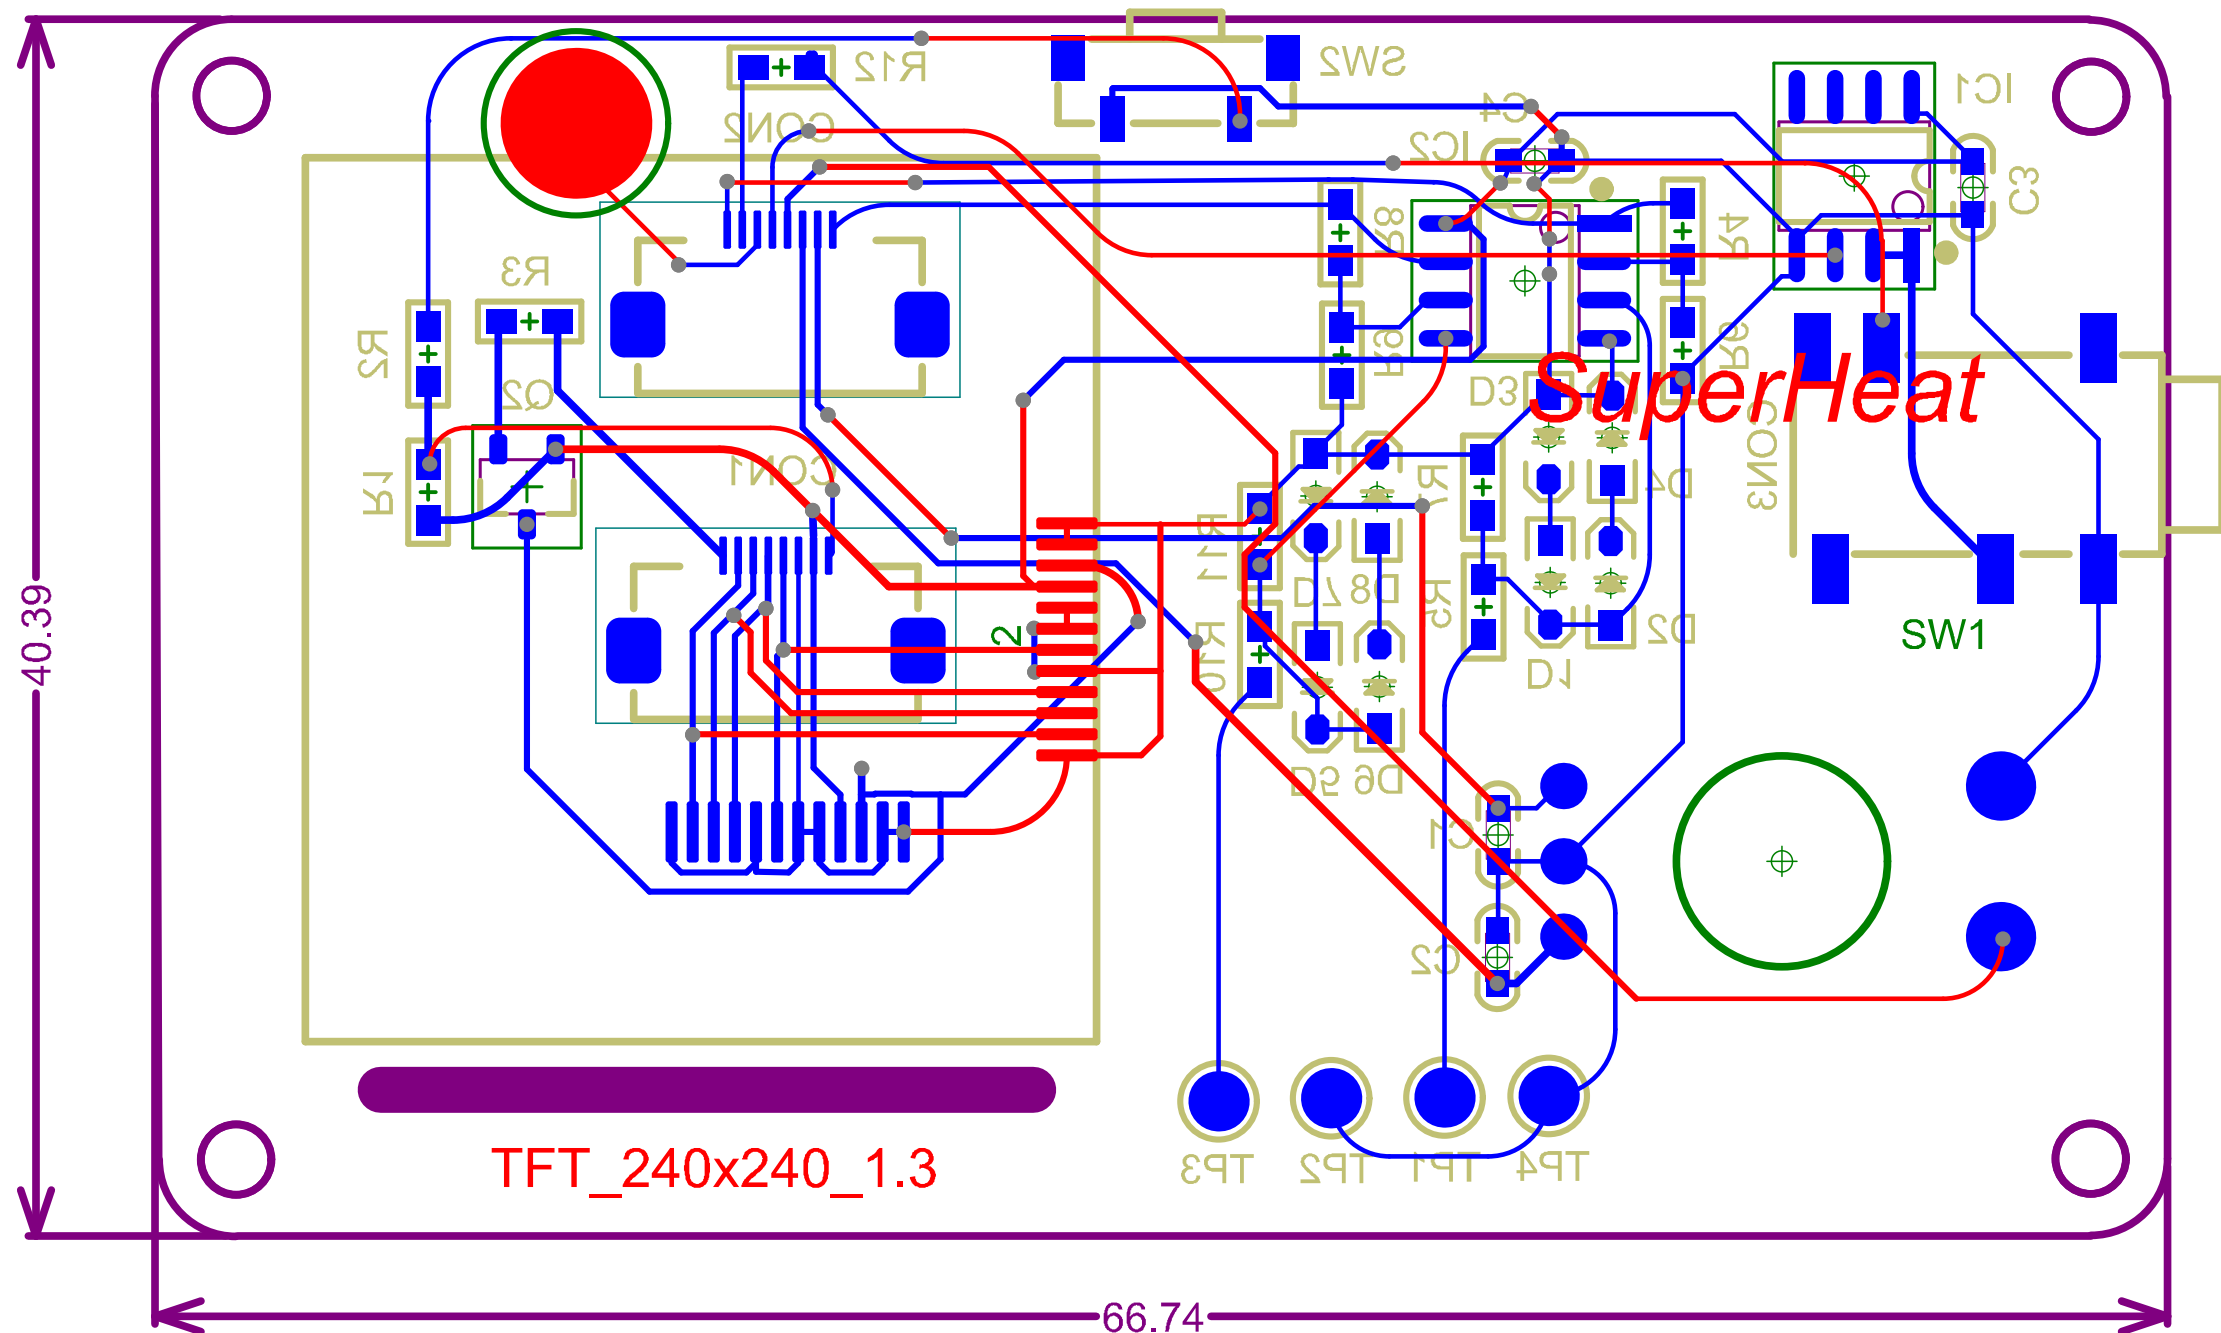 R12
SW2
IC1
C4
CON2
IC2
C3
R8
R4
R3
R2
R9
R6
Q2
D3
SuperHeat
CON3
CON1
R1
R7
D4
R11
40.39
D7
D8
R5
2
SW1
D2
R10
D1
D5
D6
C1
C2
TFT_240x240_1.3
TP3
TP2
TP1
TP4
66.74